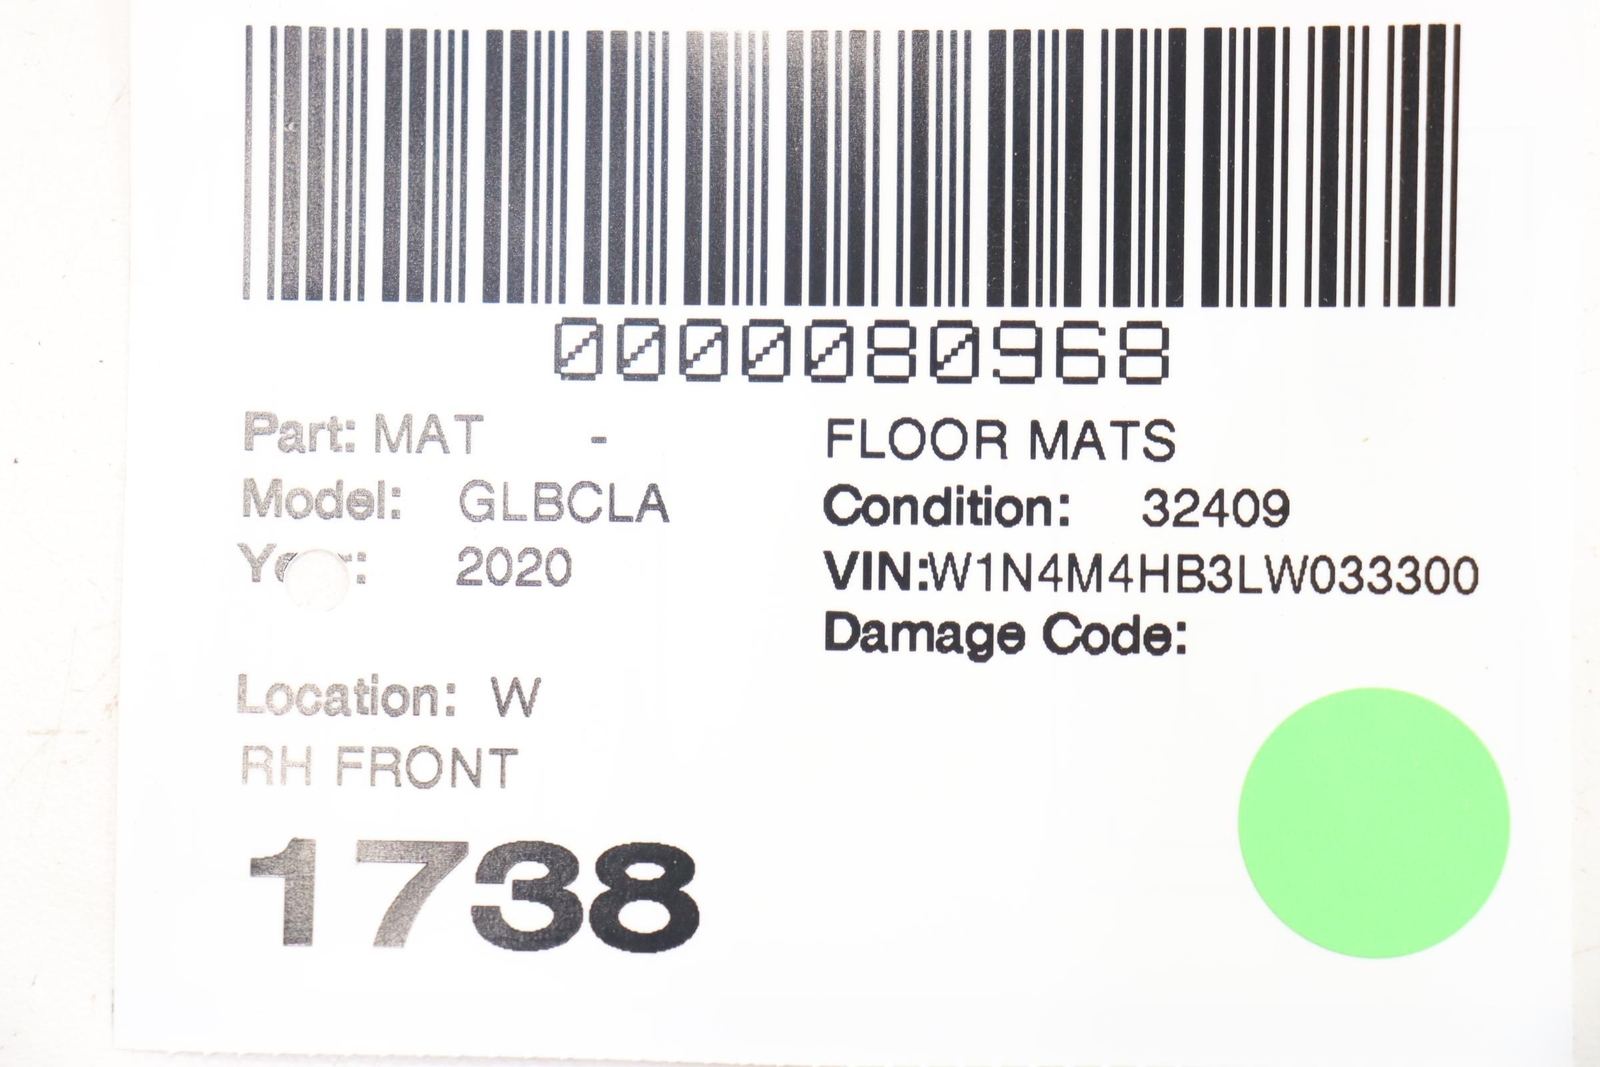 0000080968
Part: MAT - FLOOR MATS
Model: GLBCLA Condition: 32409
2020 VIN:W1N4M4HB3LW033300
Damage Code:
Location: W
RH FRONT
1738